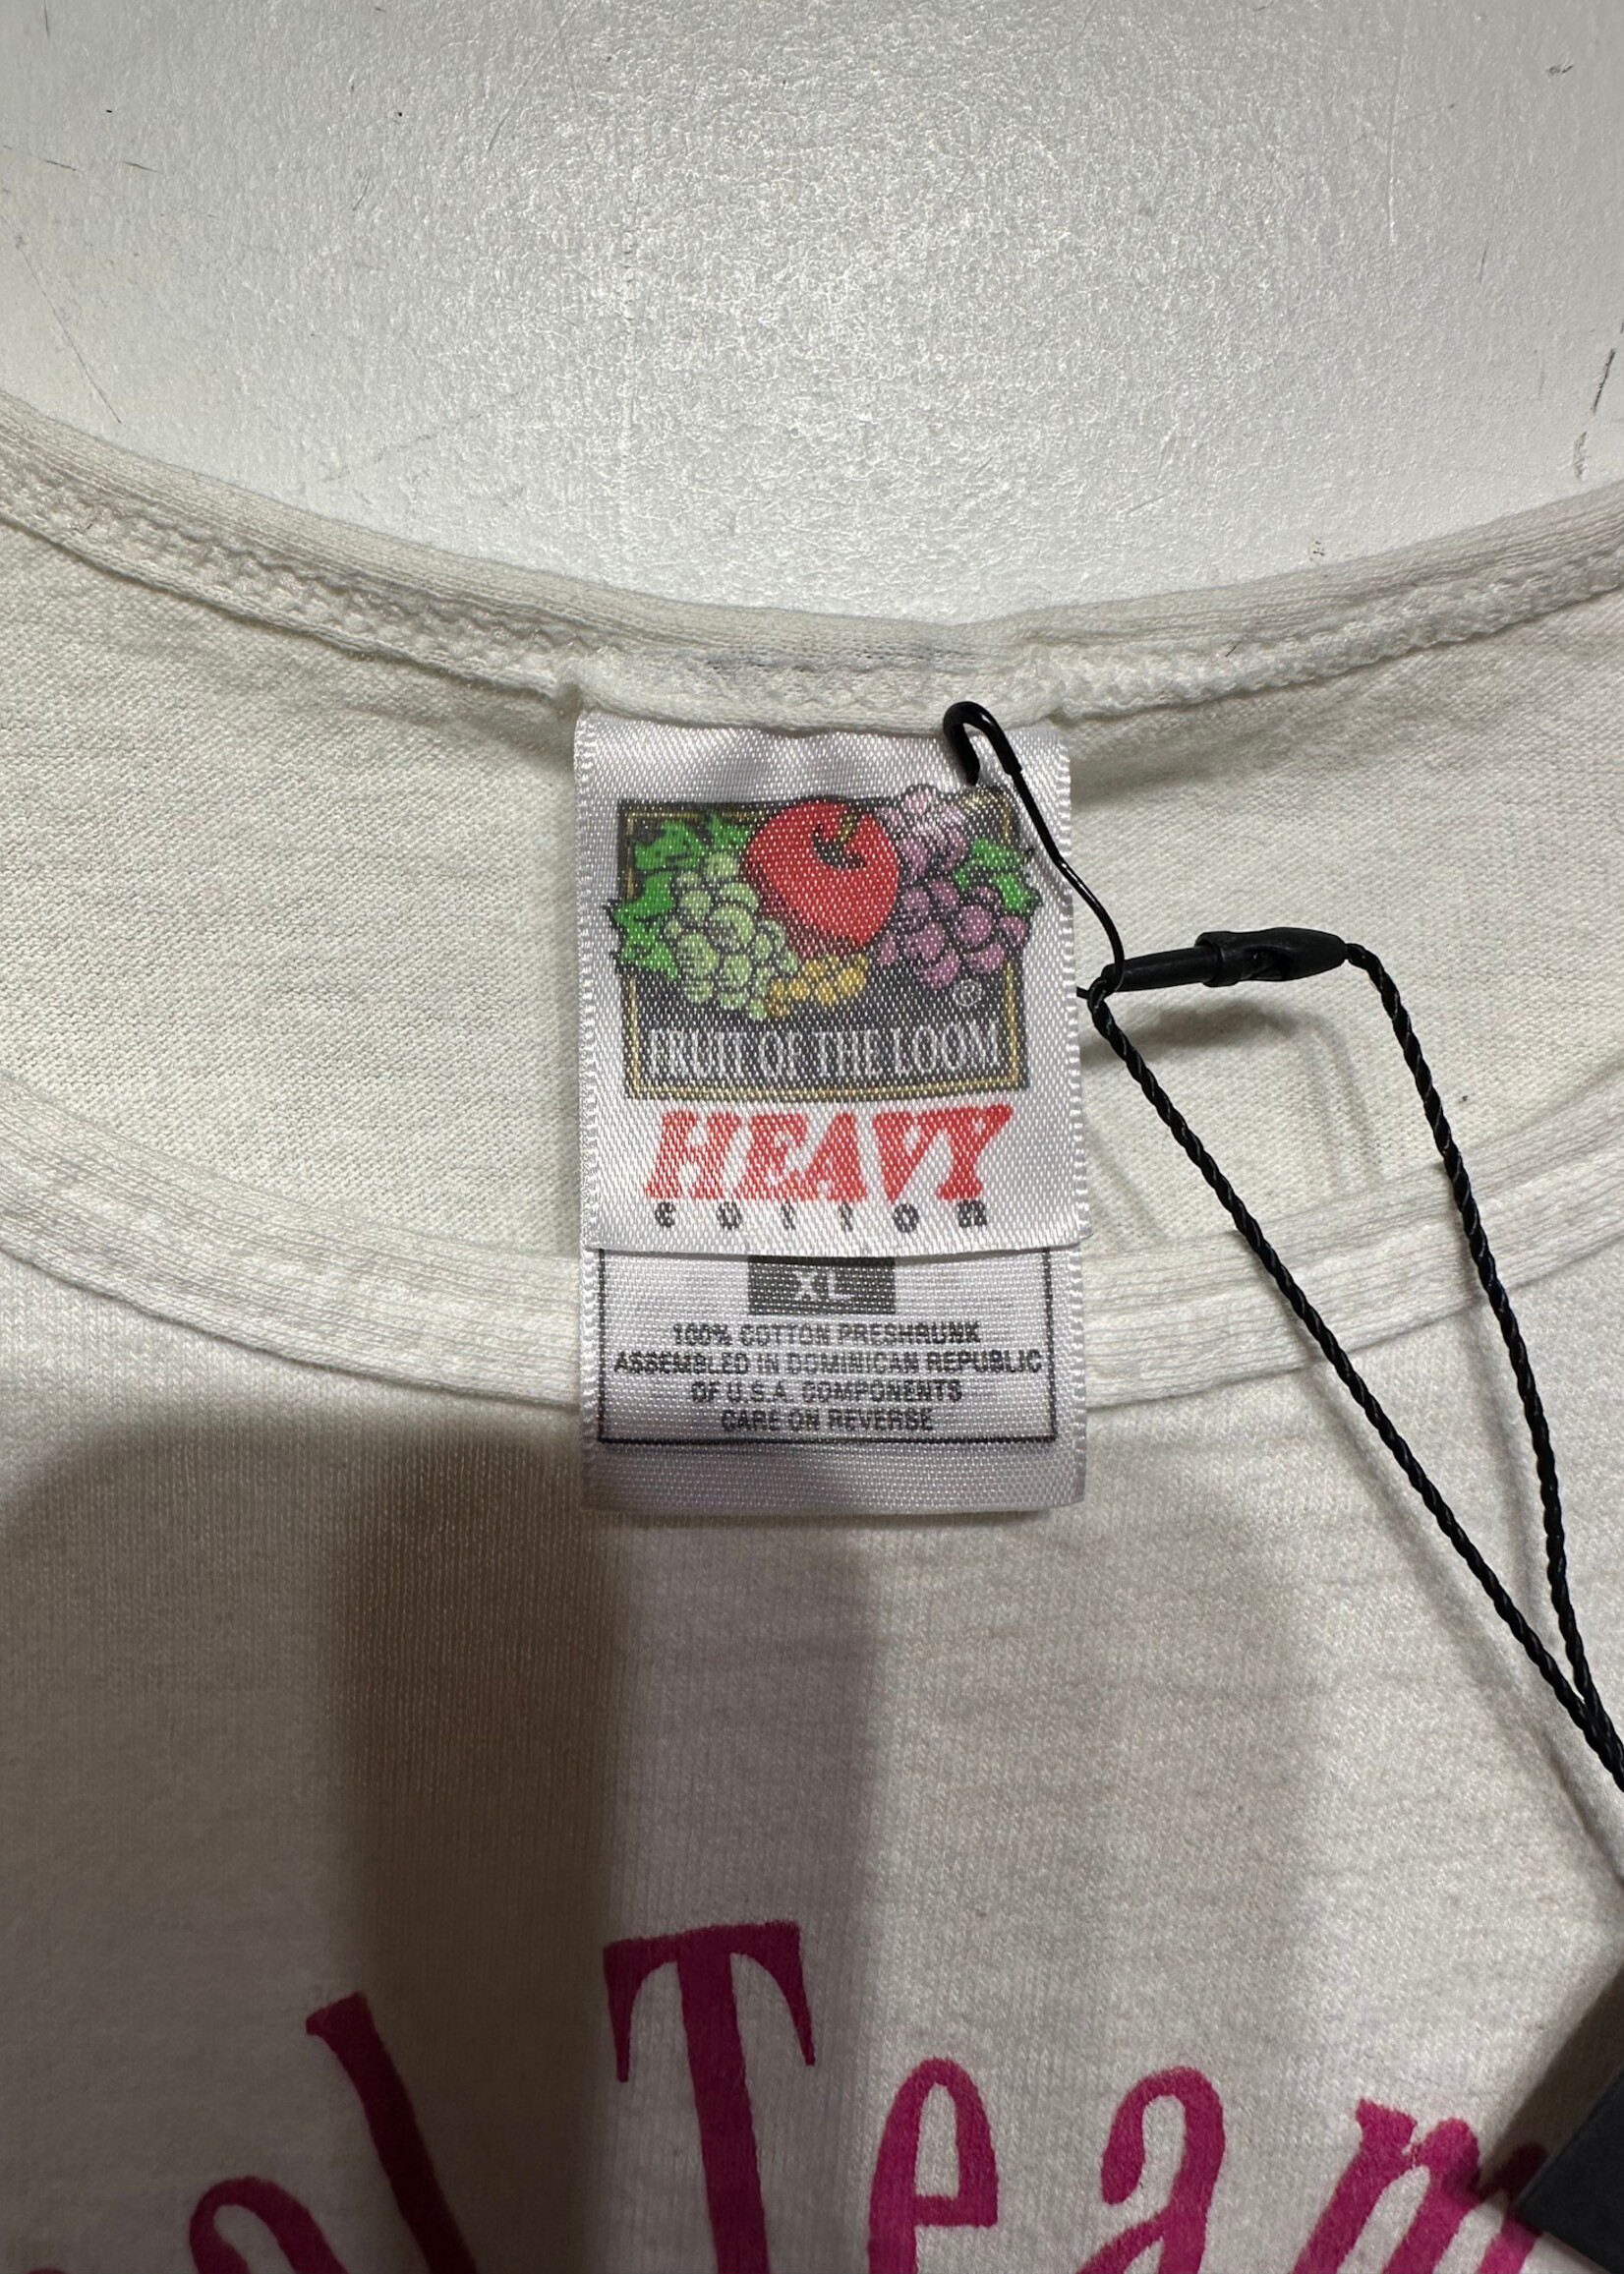 FRUIT OF THE LOOM
®
HEAVY
cotton
XL
100% COTTON PRESHRUNK
ASSEMBLED IN DOMINICAN REPUBLIC
OF U.S.A. COMPONENTS
CARE ON REVERSE
Team